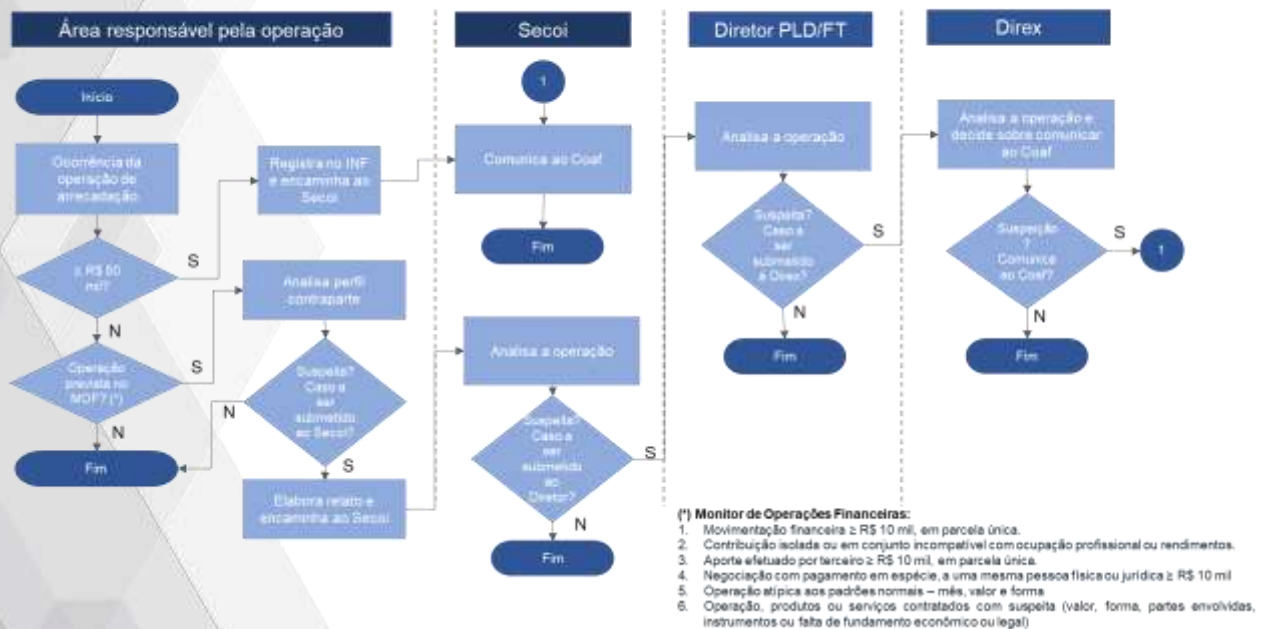 Área responsável pela operação
Início
Ocorrência da
operação de
arrecadação
≥ R$ 50
mil?
S
N
Operação
prevista no
MOF? (*)
S
N
Fim
Registra no INF
e encaminha ao
Secoi
Analisa perfil
contraparte
Suspeita?
Caso a
ser
submetido
ao Secoi?
N
S
Elabora relato e
encaminha ao Secoi
Secoi
1
Comunica ao Coaf
Fim
Analisa a operação
Suspeita?
Caso a
ser
submetido
ao
Diretor?
S
N
Fim
Diretor PLD/FT
Analisa a operação
Suspeita?
Caso a
ser
submetido
à Direx?
S
N
Fim
Direx
Analisa a operação e
decide sobre comunicar
ao Coaf
Suspeição
?
Comunica
ao Coaf?
S
1
N
Fim
(*) Monitor de Operações Financeiras:
1. Movimentação financeira ≥ R$ 10 mil, em parcela única.
2. Contribuição isolada ou em conjunto incompatível com ocupação profissional ou rendimentos.
3. Aporte efetuado por terceiro ≥ R$ 10 mil, em parcela única.
4. Negociação com pagamento em espécie, a uma mesma pessoa física ou jurídica ≥ R$ 10 mil
5. Operação atípica aos padrões normais – mês, valor e forma
6. Operação, produtos ou serviços contratados com suspeita (valor, forma, partes envolvidas,
instrumentos ou falta de fundamento econômico ou legal)